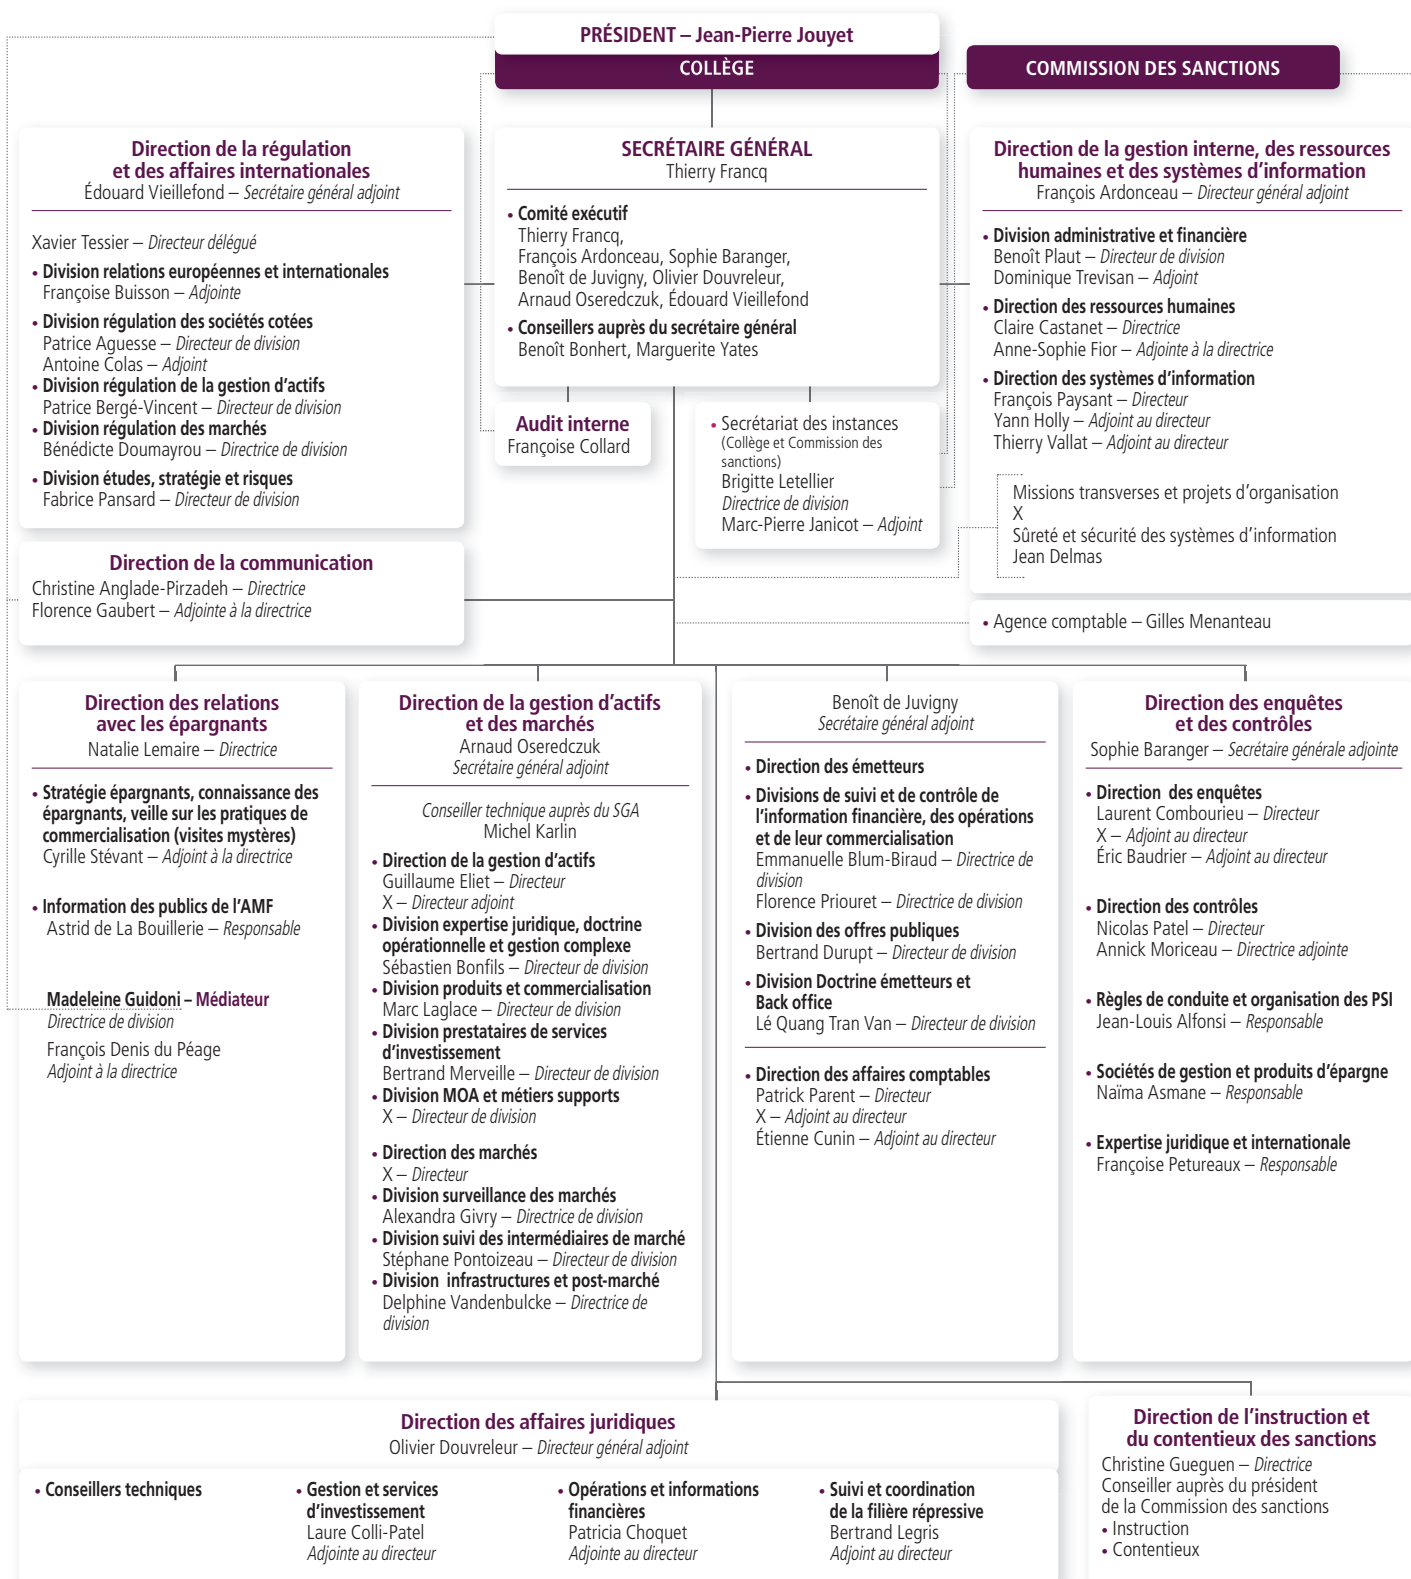 PRÉSIDENT – Jean-Pierre Jouyet
COLLÈGE
COMMISSION DES SANCTIONS
Direction de la régulation
et des affaires internationales
Édouard Vieillefond – Secrétaire général adjoint
Xavier Tessier – Directeur délégué
• Division relations européennes et internationales
Françoise Buisson – Adjointe
• Division régulation des sociétés cotées
Patrice Aguesse – Directeur de division
Antoine Colas – Adjoint
• Division régulation de la gestion d'actifs
Patrice Bergé-Vincent – Directeur de division
• Division régulation des marchés
Bénédicte Doumayrou – Directrice de division
• Division études, stratégie et risques
Fabrice Pansard – Directeur de division
SECRÉTAIRE GÉNÉRAL
Thierry Francq
• Comité exécutif
Thierry Francq,
François Ardonceau, Sophie Baranger,
Benoît de Juvigny, Olivier Douvreleur,
Arnaud Oseredczuk, Édouard Vieillefond
• Conseillers auprès du secrétaire général
Benoît Bonhert, Marguerite Yates
Direction de la gestion interne, des ressources
humaines et des systèmes d'information
François Ardonceau – Directeur général adjoint
• Division administrative et financière
Benoît Plaut – Directeur de division
Dominique Trevisan – Adjoint
• Direction des ressources humaines
Claire Castanet – Directrice
Anne-Sophie Fior – Adjointe à la directrice
• Direction des systèmes d'information
François Paysant – Directeur
Yann Holly – Adjoint au directeur
Thierry Vallat – Adjoint au directeur
Missions transverses et projets d'organisation
X
Sûreté et sécurité des systèmes d'information
Jean Delmas
Audit interne
Françoise Collard
• Secrétariat des instances
(Collège et Commission des
sanctions)
Brigitte Letellier
Directrice de division
Marc-Pierre Janicot – Adjoint
Direction de la communication
Christine Anglade-Pirzadeh – Directrice
Florence Gaubert – Adjointe à la directrice
• Agence comptable – Gilles Menanteau
Direction des relations
avec les épargnants
Natalie Lemaire – Directrice
• Stratégie épargnants, connaissance des
épargnants, veille sur les pratiques de
commercialisation (visites mystères)
Cyrille Stévant – Adjoint à la directrice
• Information des publics de l'AMF
Astrid de La Bouillerie – Responsable
Madeleine Guidoni – Médiateur
Directrice de division
François Denis du Péage
Adjoint à la directrice
Direction de la gestion d'actifs
et des marchés
Arnaud Oseredczuk
Secrétaire général adjoint
Conseiller technique auprès du SGA
Michel Karlin
• Direction de la gestion d'actifs
Guillaume Eliet – Directeur
X – Directeur adjoint
• Division expertise juridique, doctrine
opérationnelle et gestion complexe
Sébastien Bonfils – Directeur de division
• Division produits et commercialisation
Marc Laglace – Directeur de division
• Division prestataires de services
d'investissement
Bertrand Merveille – Directeur de division
• Division MOA et métiers supports
X – Directeur de division
• Direction des marchés
X – Directeur
• Division surveillance des marchés
Alexandra Givry – Directrice de division
• Division suivi des intermédiaires de marché
Stéphane Pontoizeau – Directeur de division
• Division infrastructures et post-marché
Delphine Vandenbulcke – Directrice de
division
Benoît de Juvigny
Secrétaire général adjoint
• Direction des émetteurs
• Divisions de suivi et de contrôle de
l'information financière, des opérations
et de leur commercialisation
Emmanuelle Blum-Biraud – Directrice de
division
Florence Priouret – Directrice de division
• Division des offres publiques
Bertrand Durupt – Directeur de division
• Division Doctrine émetteurs et
Back office
Lé Quang Tran Van – Directeur de division
• Direction des affaires comptables
Patrick Parent – Directeur
X – Adjoint au directeur
Étienne Cunin – Adjoint au directeur
Direction des enquêtes
et des contrôles
Sophie Baranger – Secrétaire générale adjointe
• Direction des enquêtes
Laurent Combourieu – Directeur
X – Adjoint au directeur
Éric Baudrier – Adjoint au directeur
• Direction des contrôles
Nicolas Patel – Directeur
Annick Moriceau – Directrice adjointe
• Règles de conduite et organisation des PSI
Jean-Louis Alfonsi – Responsable
• Sociétés de gestion et produits d'épargne
Naïma Asmane – Responsable
• Expertise juridique et internationale
Françoise Petureaux – Responsable
Direction des affaires juridiques
Olivier Douvreleur – Directeur général adjoint
• Conseillers techniques
• Gestion et services
d'investissement
Laure Colli-Patel
Adjointe au directeur
• Opérations et informations
financières
Patricia Choquet
Adjointe au directeur
• Suivi et coordination
de la filière répressive
Bertrand Legris
Adjoint au directeur
Direction de l'instruction et
du contentieux des sanctions
Christine Gueguen – Directrice
Conseiller auprès du président
de la Commission des sanctions
• Instruction
• Contentieux